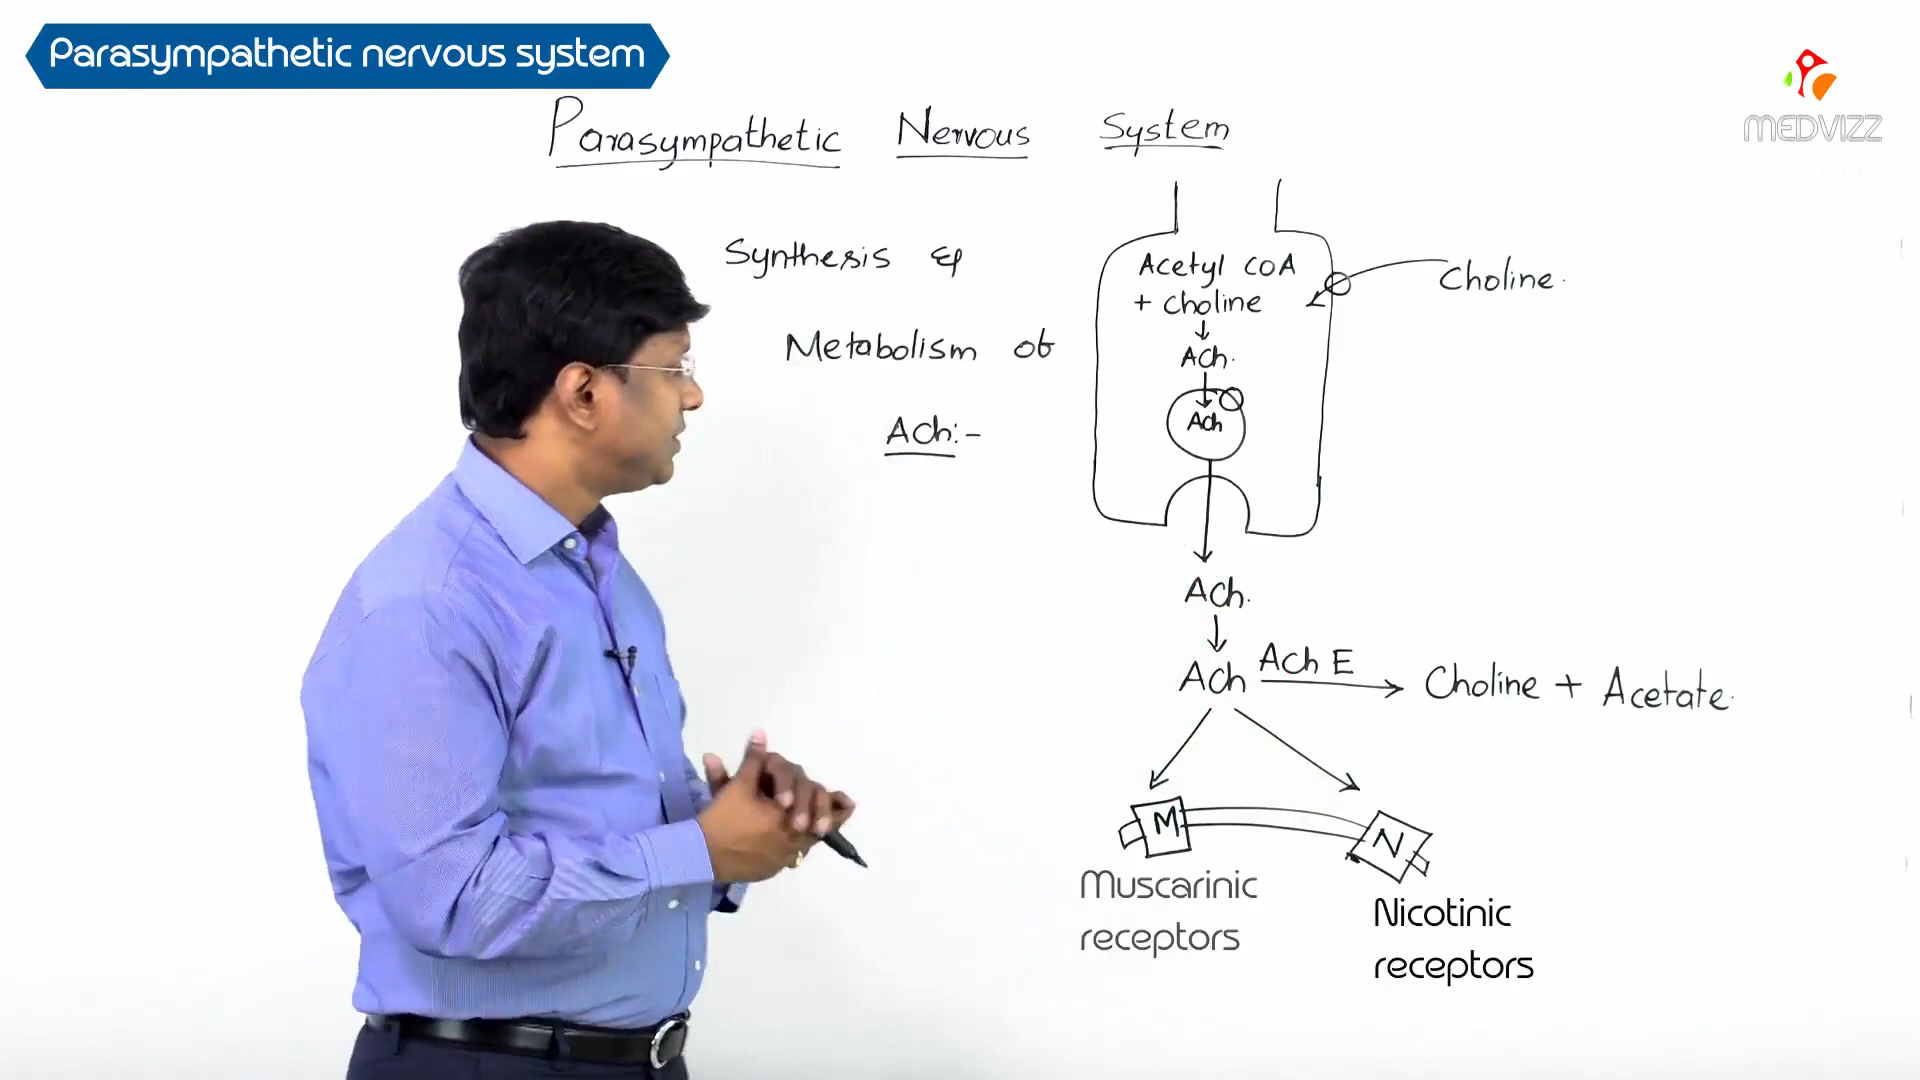 Parasympathetic nervous system
MEDVIZZ
Parasympathetic Nervous System
Synthesis &
Metabolism of
Ach:-
Acetyl COA
+ choline
Ach.
Ach
Choline.
Ach.
Ach Ach E Choline + Acetate.
M
N
Muscarinic
receptors
Nicotinic
receptors